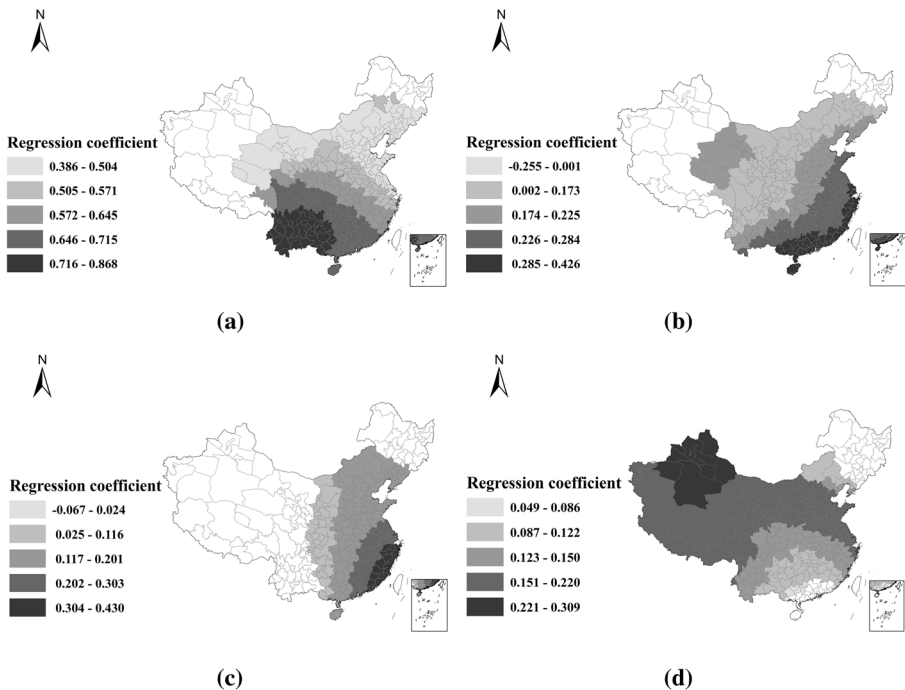 N
Regression coefficient
0.386 - 0.504
0.505 - 0.571
0.572 - 0.645
0.646 - 0.715
0.716 - 0.868
(a)
N
Regression coefficient
-0.255 - 0.001
0.002 - 0.173
0.174 - 0.225
0.226 - 0.284
0.285 - 0.426
(b)
N
Regression coefficient
-0.067 - 0.024
0.025 - 0.116
0.117 - 0.201
0.202 - 0.303
0.304 - 0.430
(c)
N
Regression coefficient
0.049 - 0.086
0.087 - 0.122
0.123 - 0.150
0.151 - 0.220
0.221 - 0.309
(d)